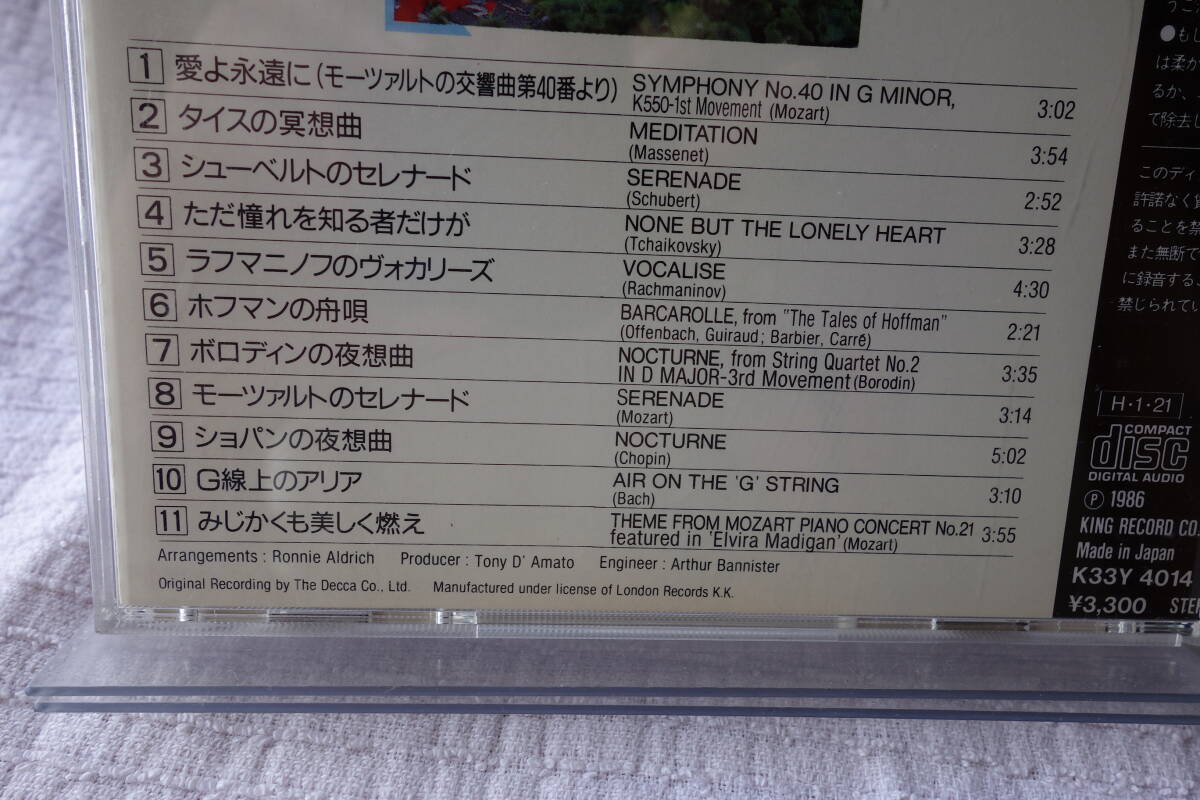 1 愛よ永遠に(モーツァルトの交響曲第40番より) SYMPHONY No.40 IN G MINOR,
K550-1st Movement (Mozart) 3:02
2 タイスの冥想曲 MEDITATION
(Massenet) 3:54
3 シューベルトのセレナード SERENADE
(Schubert) 2:52
4 ただ憧れを知る者だけが NONE BUT THE LONELY HEART
(Tchaikovsky) 3:28
5 ラフマニノフのヴォカリーズ VOCALISE
(Rachmaninov) 4:30
6 ホフマンの舟唄 BARCAROLLE, from "The Tales of Hoffman"
(Offenbach, Guiraud; Barbier, Carré) 2:21
7 ボロディンの夜想曲 NOCTURNE, from String Quartet No.2
IN D MAJOR-3rd Movement (Borodin) 3:35
8 モーツァルトのセレナード SERENADE
(Mozart) 3:14
9 ショパンの夜想曲 NOCTURNE
(Chopin) 5:02
10 G線上のアリア AIR ON THE 'G' STRING
(Bach) 3:10
11 みじかくも美しく燃え THEME FROM MOZART PIANO CONCERT No.21
featured in 'Elvira Madigan' (Mozart) 3:55
Arrangements : Ronnie Aldrich Producer : Tony D' Amato Engineer : Arthur Bannister
Original Recording by The Decca Co., Ltd. Manufactured under license of London Records K.K.
●もし
は柔か
るか、
で除去し
このディ
許諾なく賃
ることを禁
また無断で
に録音する
禁じられてい
H・1・21
COMPACT
disc
DIGITAL AUDIO
Ⓟ 1986
KING RECORD CO.
Made in Japan
K33Y 4014
¥3,300 STE